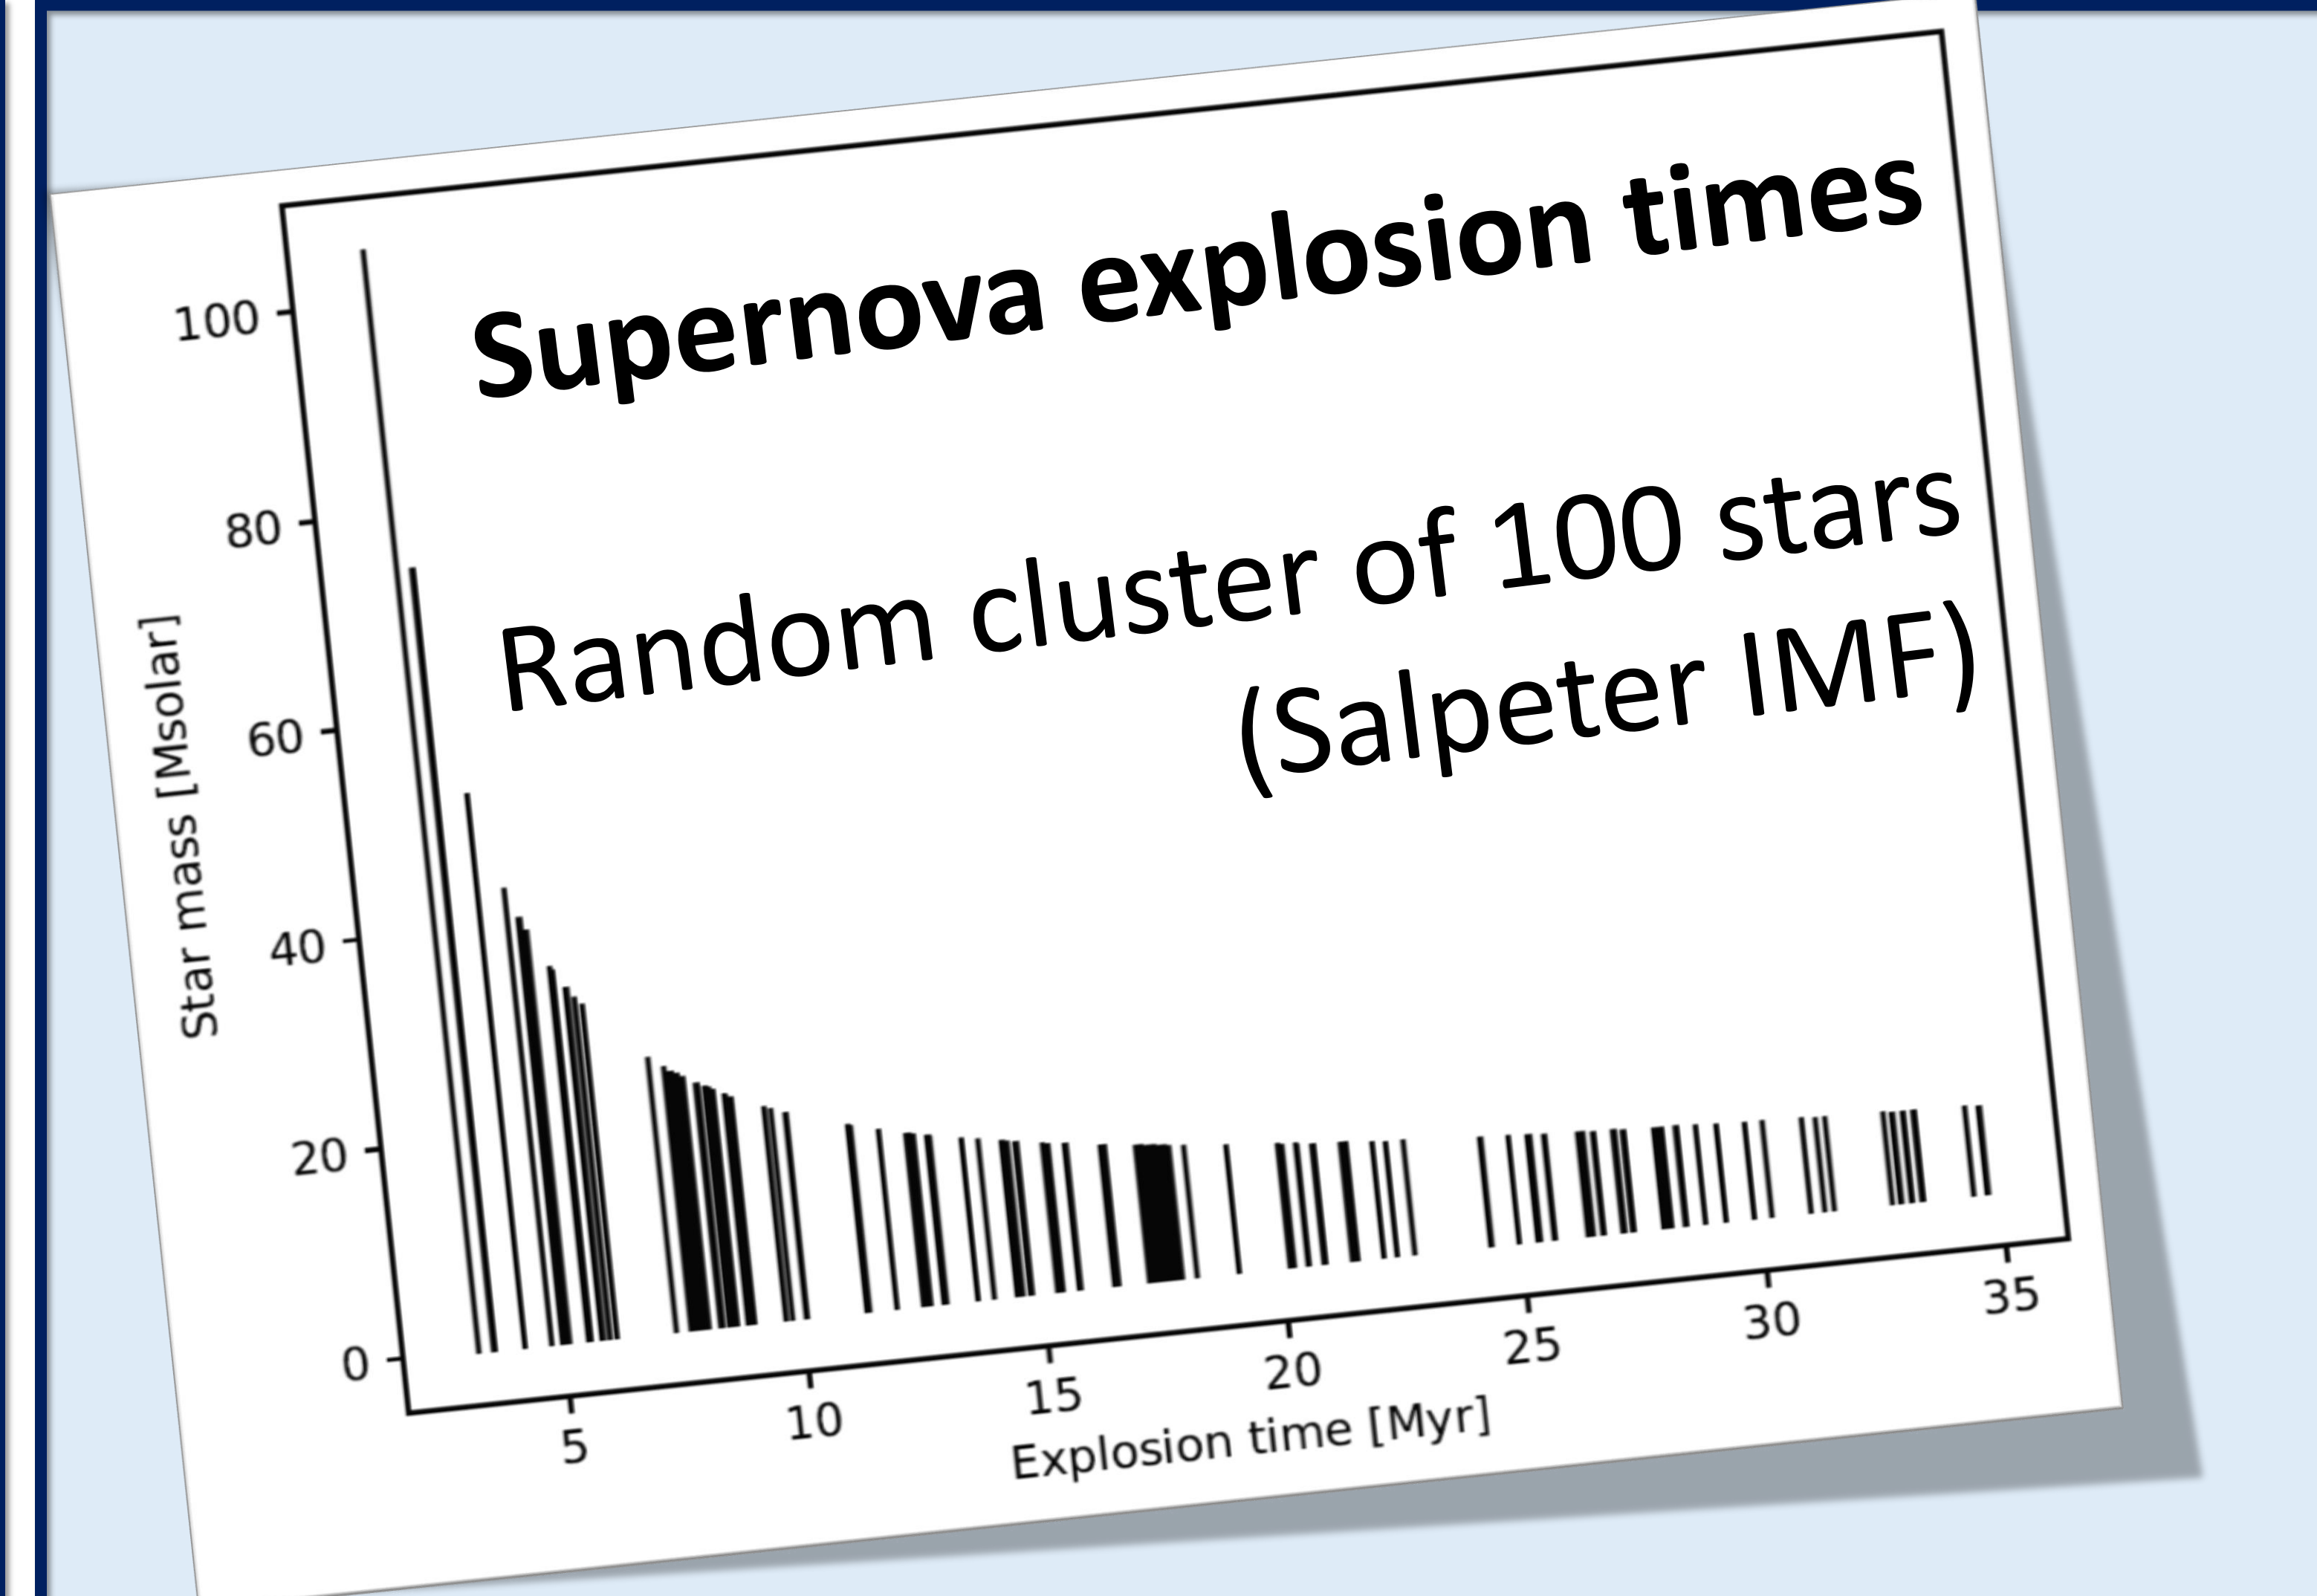 Supernova explosion times
Random cluster of 100 stars
(Salpeter IMF)
Star mass [Msolar]
100
80
60
40
20
0
5
10
15
20
25
30
35
Explosion time [Myr]